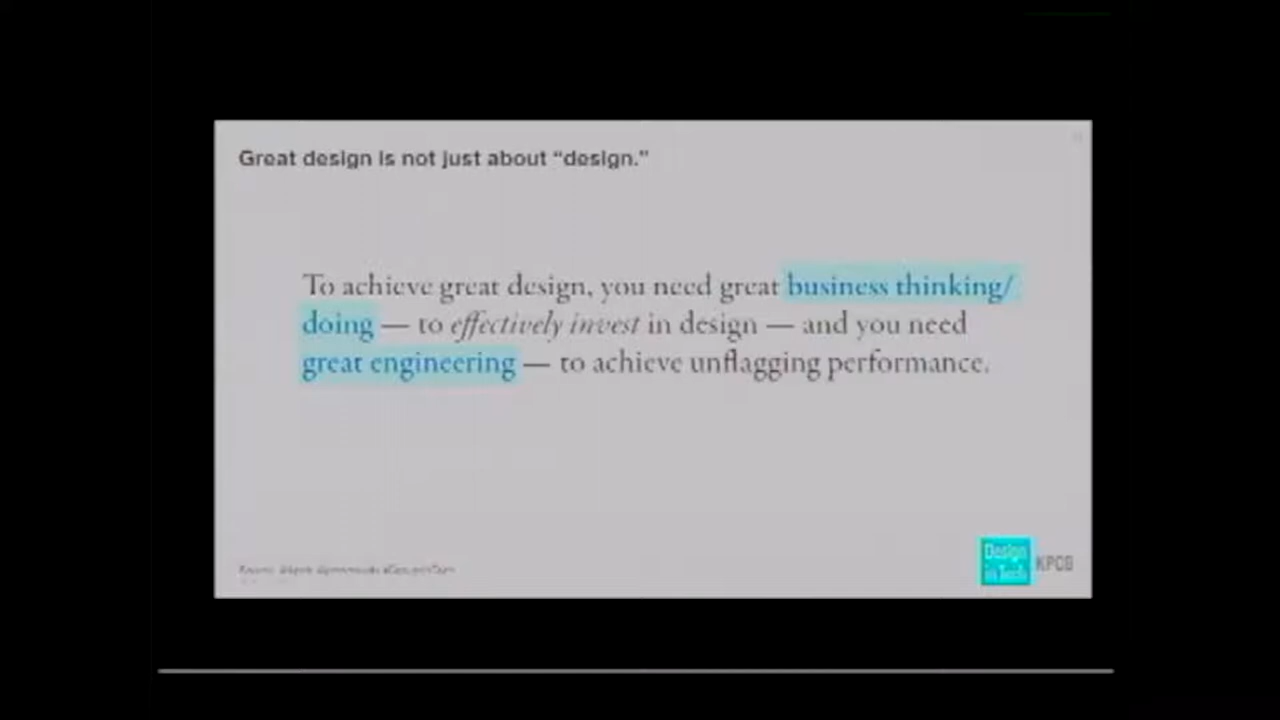 Great design is not just about “design.”
To achieve great design, you need great business thinking/
doing — to effectively invest in design — and you need
great engineering — to achieve unflagging performance.
Design
in Tech
KPCB